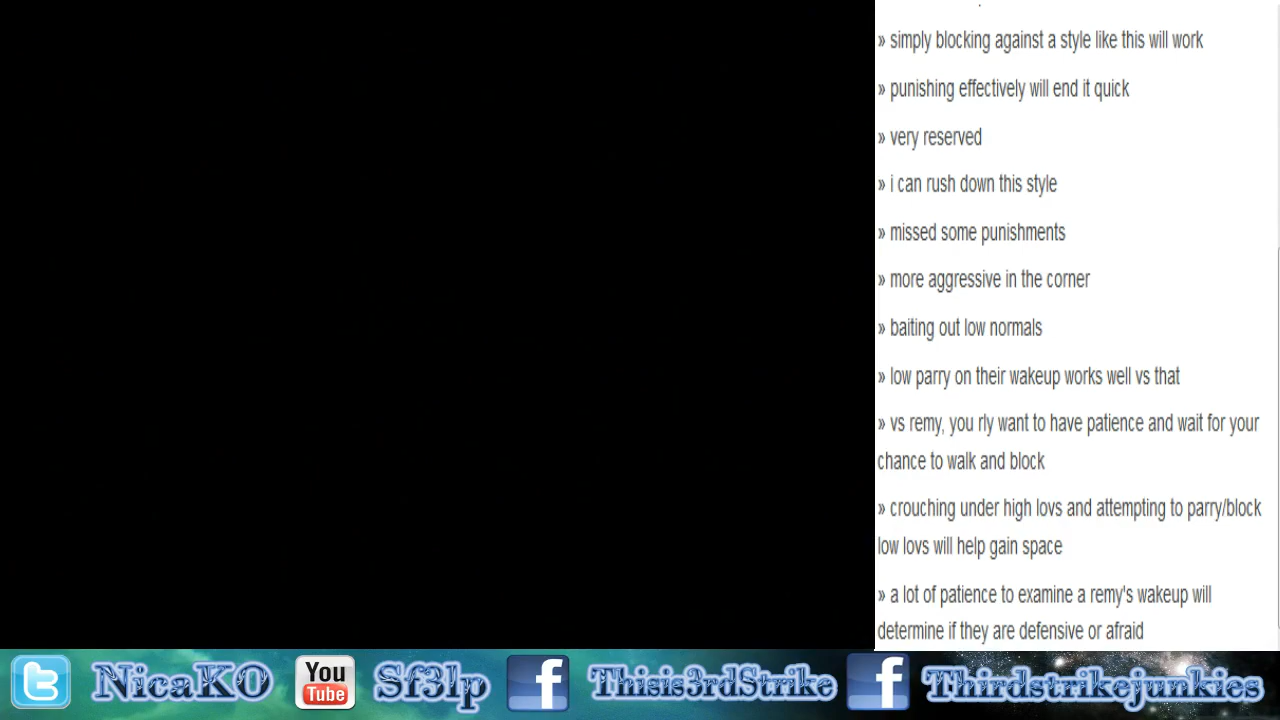 » simply blocking against a style like this will work
» punishing effectively will end it quick
» very reserved
» i can rush down this style
» missed some punishments
» more aggressive in the corner
» baiting out low normals
» low parry on their wakeup works well vs that
» vs remy, you rly want to have patience and wait for your
chance to walk and block
» crouching under high lovs and attempting to parry/block
low lovs will help gain space
» a lot of patience to examine a remy's wakeup will
determine if they are defensive or afraid
NicaKO You Tube Sf3lp f Thisis3rdStrike f Thirdstrikejunkies